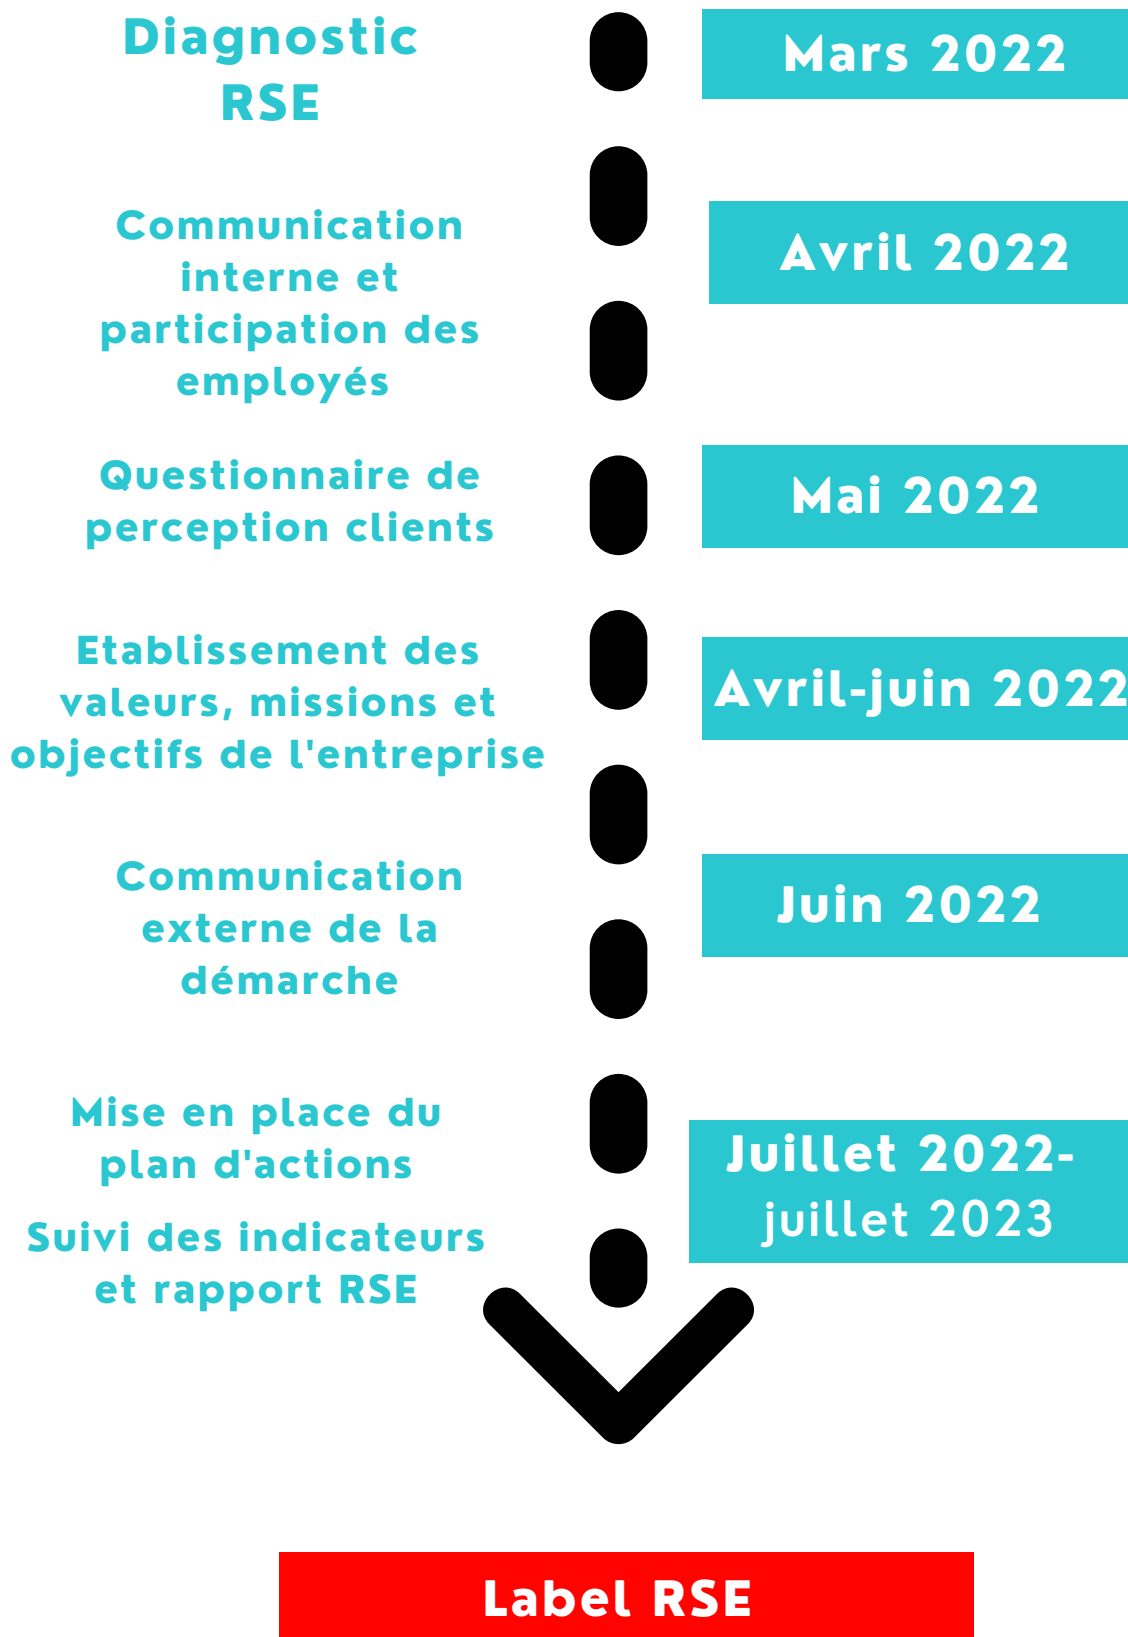 Diagnostic
RSE
Mars 2022
Communication
interne et
participation des
employés
Avril 2022
Questionnaire de
perception clients
Mai 2022
Etablissement des
valeurs, missions et
objectifs de l'entreprise
Avril-juin 2022
Communication
externe de la
démarche
Juin 2022
Mise en place du
plan d'actions
Suivi des indicateurs
et rapport RSE
Juillet 2022-
juillet 2023
Label RSE